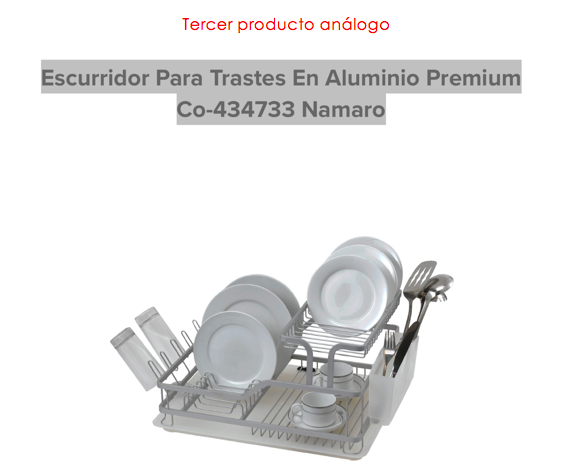 Tercer producto análogo
Escurridor Para Trastes En Aluminio Premium
Co-434733 Namaro